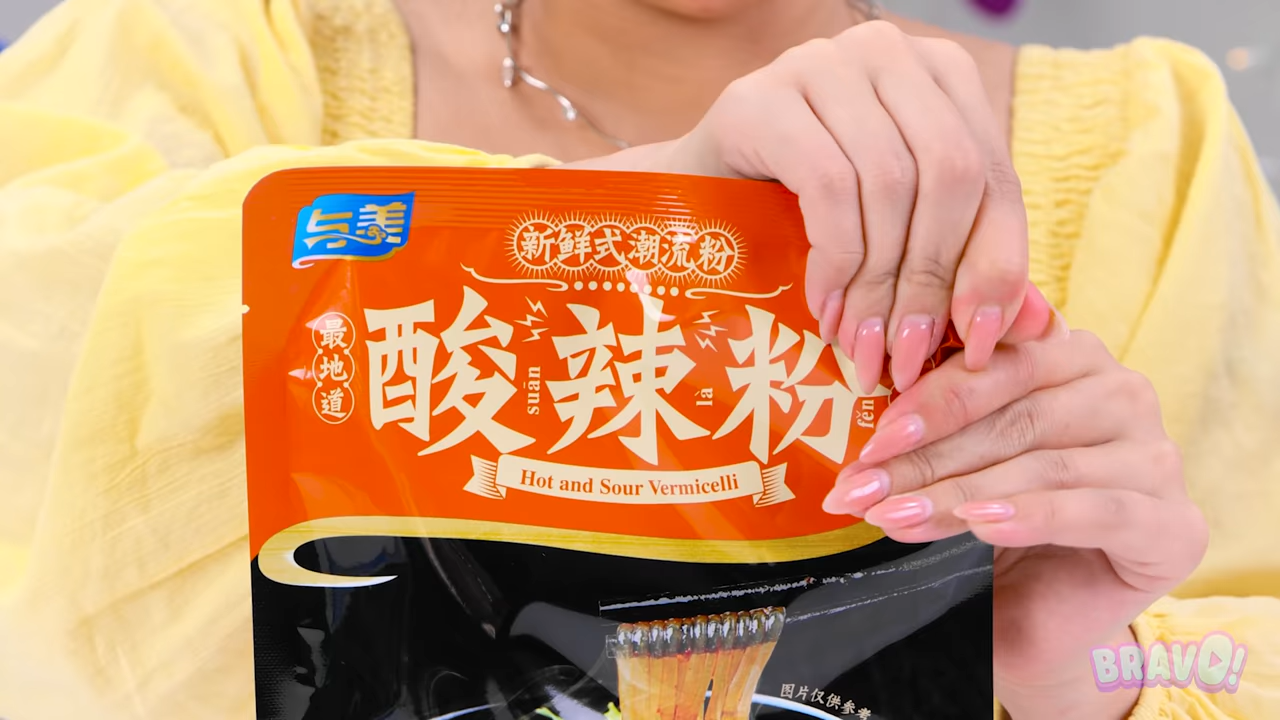 与美
新鲜式潮流粉
最地道
酸辣粉
suān là fěn
Hot and Sour Vermicelli
图片仅供参考
BRAVO!